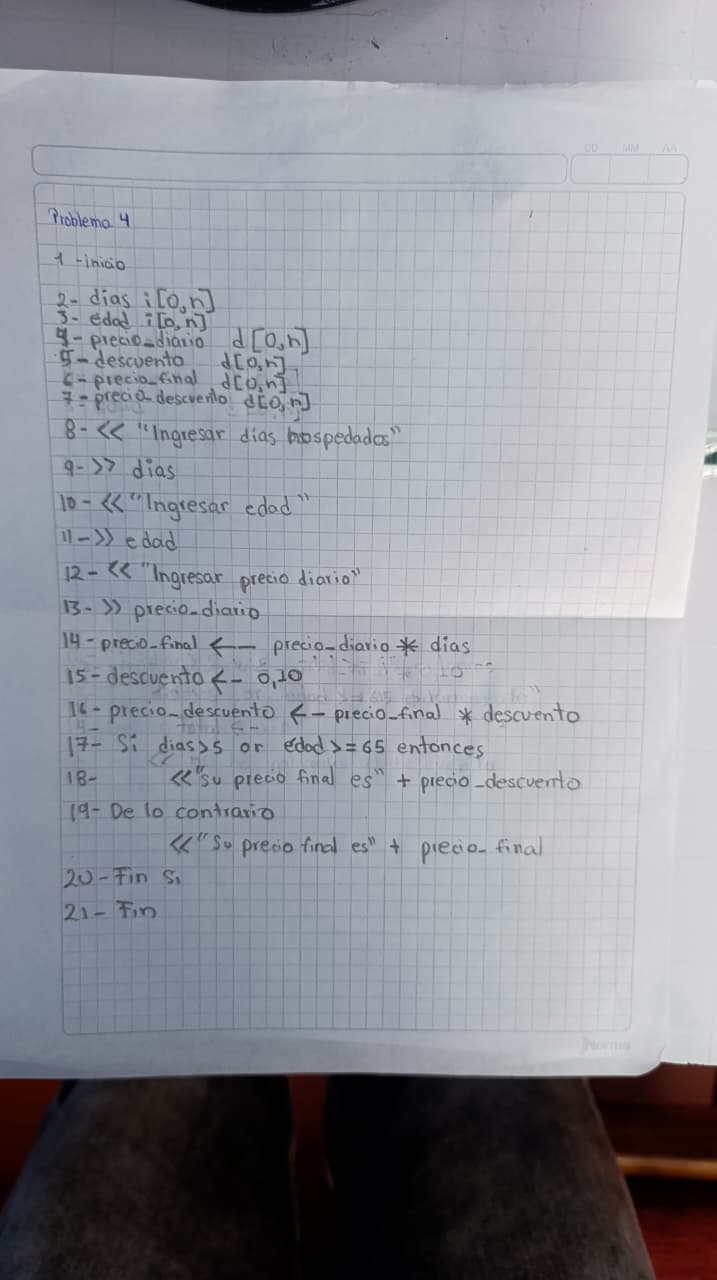 DD MM AA
Problema 4
1 - inicio
2- dias i[0,n]
3- edad i[0,n]
4- precio_diario d[0,n]
5- descuento d[0,n]
6- precio_final d[0,n]
7- precio_descuento d[0,n]
8- << "Ingresar dias hospedados"
9- >> dias
10- << "Ingresar edad"
11- >> edad
12- << "Ingresar precio diario"
13- >> precio_diario
14- precio_final <- precio_diario * dias
15- descuento <- 0,10
16- precio_descuento <- precio_final * descuento
17- Si dias>5 or edad >= 65 entonces
18- <<"su precio final es" + precio_descuento
19- De lo contrario
<<"Su precio final es" + precio_final
20- Fin Si
21- Fin
Norma